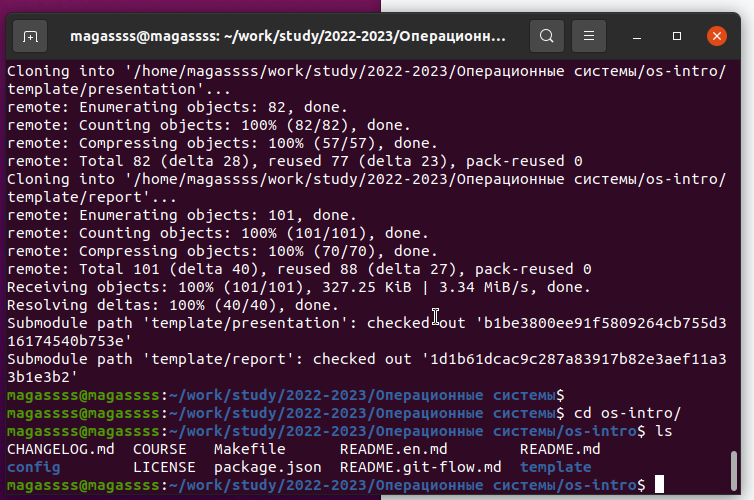 magassss@magassss: ~/work/study/2022-2023/Операционн...
Cloning into '/home/magassss/work/study/2022-2023/Операционные системы/os-intro/
template/presentation'...
remote: Enumerating objects: 82, done.
remote: Counting objects: 100% (82/82), done.
remote: Compressing objects: 100% (57/57), done.
remote: Total 82 (delta 28), reused 77 (delta 23), pack-reused 0
Cloning into '/home/magassss/work/study/2022-2023/Операционные системы/os-intro/
template/report'...
remote: Enumerating objects: 101, done.
remote: Counting objects: 100% (101/101), done.
remote: Compressing objects: 100% (70/70), done.
remote: Total 101 (delta 40), reused 88 (delta 27), pack-reused 0
Receiving objects: 100% (101/101), 327.25 KiB | 3.34 MiB/s, done.
Resolving deltas: 100% (40/40), done.
Submodule path 'template/presentation': checked out 'b1be3800ee91f5809264cb755d3
16174540b753e'
Submodule path 'template/report': checked out '1d1b61dcac9c287a83917b82e3aef11a3
3b1e3b2'
magassss@magassss:~/work/study/2022-2023/Операционные системы$
magassss@magassss:~/work/study/2022-2023/Операционные системы$ cd os-intro/
magassss@magassss:~/work/study/2022-2023/Операционные системы/os-intro$ ls
CHANGELOG.md  COURSE   Makefile      README.en.md        README.md
config        LICENSE  package.json  README.git-flow.md  template
magassss@magassss:~/work/study/2022-2023/Операционные системы/os-intro$